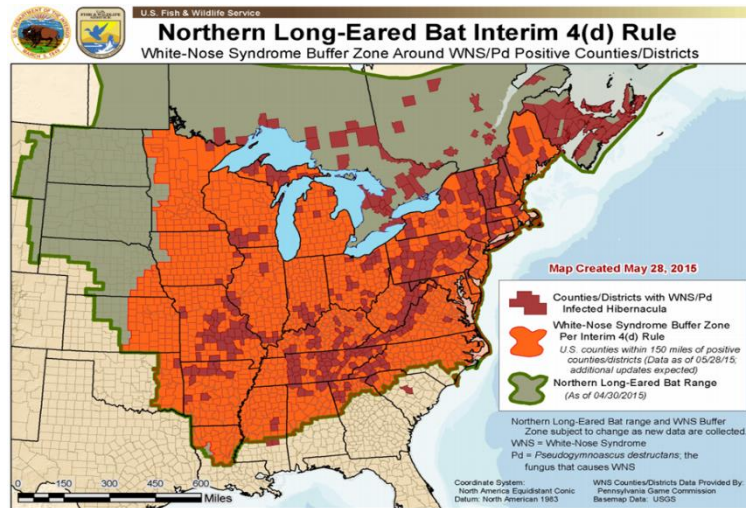 U.S. Fish & Wildlife Service
Northern Long-Eared Bat Interim 4(d) Rule
White-Nose Syndrome Buffer Zone Around WNS/Pd Positive Counties/Districts
Map Created May 28, 2015
Counties/Districts with WNS/Pd
Infected Hibernacula
White-Nose Syndrome Buffer Zone
Per Interim 4(d) Rule
U.S. counties within 150 miles of positive
counties/districts (Data as of 05/28/15;
additional updates expected)
Northern Long-Eared Bat Range
(As of 04/30/2015)
Northern Long-Eared Bat range and WNS Buffer
Zone subject to change as new data are collected.
WNS = White-Nose Syndrome
Pd = Pseudogymnoascus destructans; the
fungus that causes WNS
0 50 100 200 300 400 500 600
Miles
Coordinate System:
North America Equidistant Conic
Datum: North American 1983
WNS Counties/Districts Data Provided By:
Pennsylvania Game Commission
Basemap Data: USGS